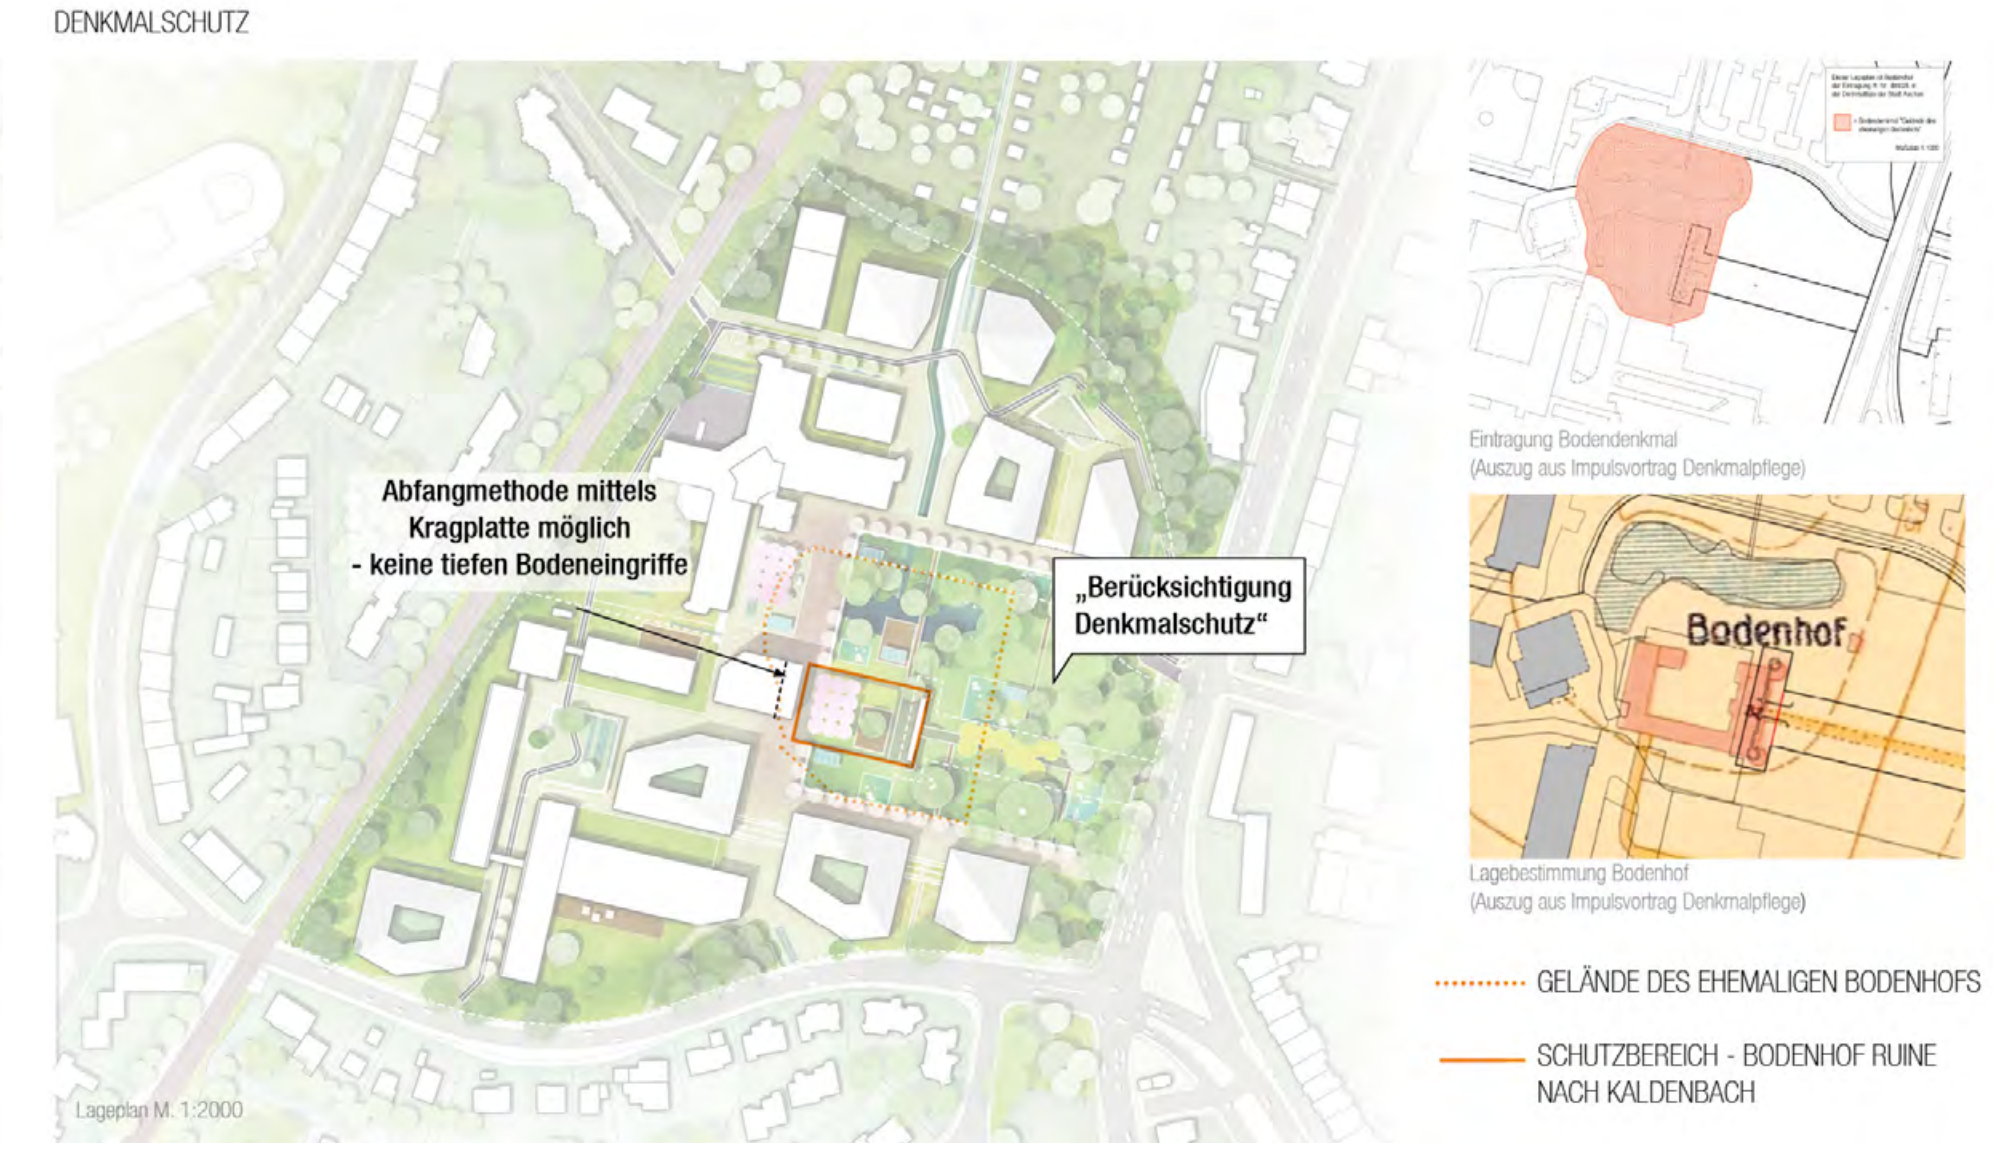 DENKMALSCHUTZ
Abfangmethode mittels
Kragplatte möglich
- keine tiefen Bodeneingriffe
„Berücksichtigung
Denkmalschutz“
Lageplan M. 1:2000
Eintragung Bodendenkmal
(Auszug aus Impulsvortrag Denkmalpflege)
Bodenhof
Lagebestimmung Bodenhof
(Auszug aus Impulsvortrag Denkmalpflege)
GELÄNDE DES EHEMALIGEN BODENHOFS
SCHUTZBEREICH - BODENHOF RUINE
NACH KALDENBACH